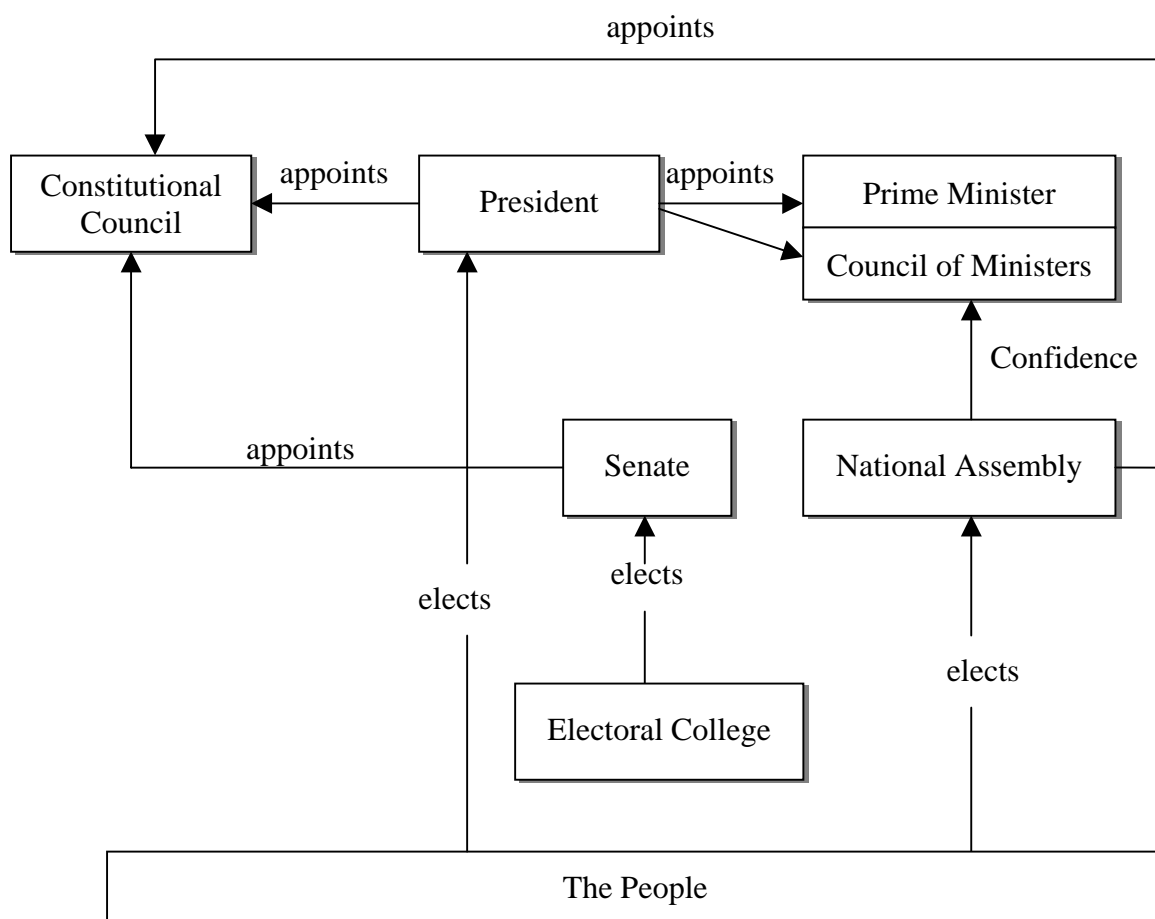 appoints
Constitutional
Council
appoints
President
appoints
Prime Minister
Council of Ministers
Confidence
appoints
Senate
National Assembly
elects
elects
elects
Electoral College
The People